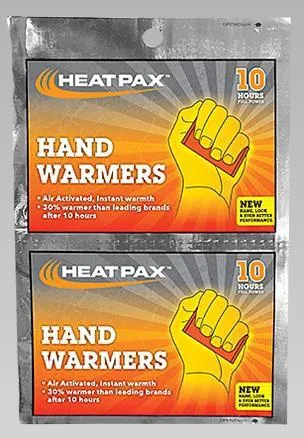 HEAT PAX™
10
HOURS
FULL POWER
HAND
WARMERS
• Air Activated, Instant warmth
• 30% warmer than leading brands
after 10 hours
NEW
NAME, LOOK
& EVEN BETTER
PERFORMANCE.
HEAT PAX™
10
HOURS
FULL POWER
HAND
WARMERS
• Air Activated, Instant warmth
• 30% warmer than leading brands
after 10 hours
NEW
NAME, LOOK
& EVEN BETTER
PERFORMANCE.